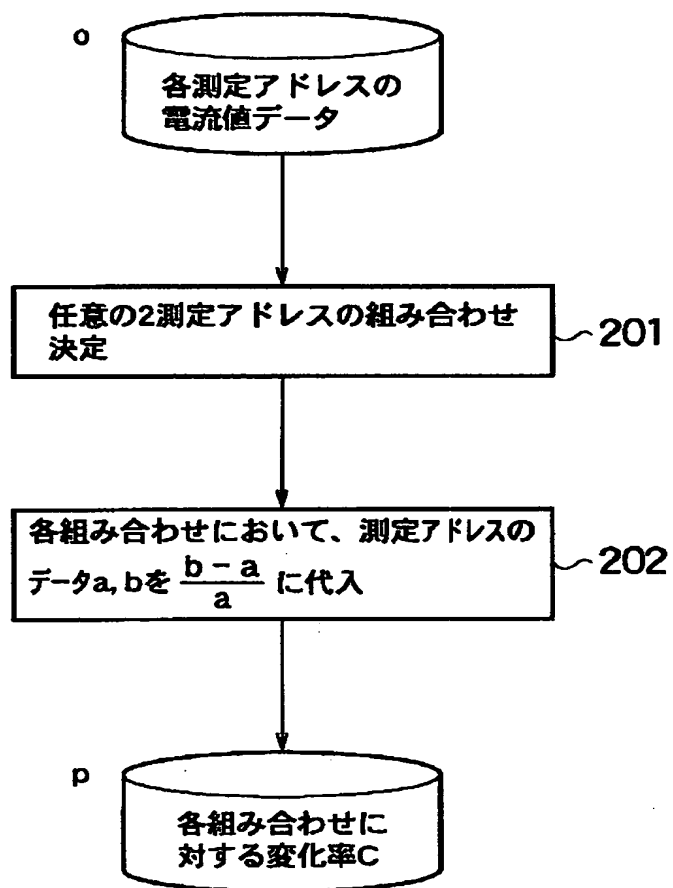 o
各測定アドレスの
電流値データ
任意の2測定アドレスの組み合わせ
決定
201
各組み合わせにおいて、測定アドレスの
データa, bを b - a / a に代入
202
p
各組み合わせに
対する変化率C